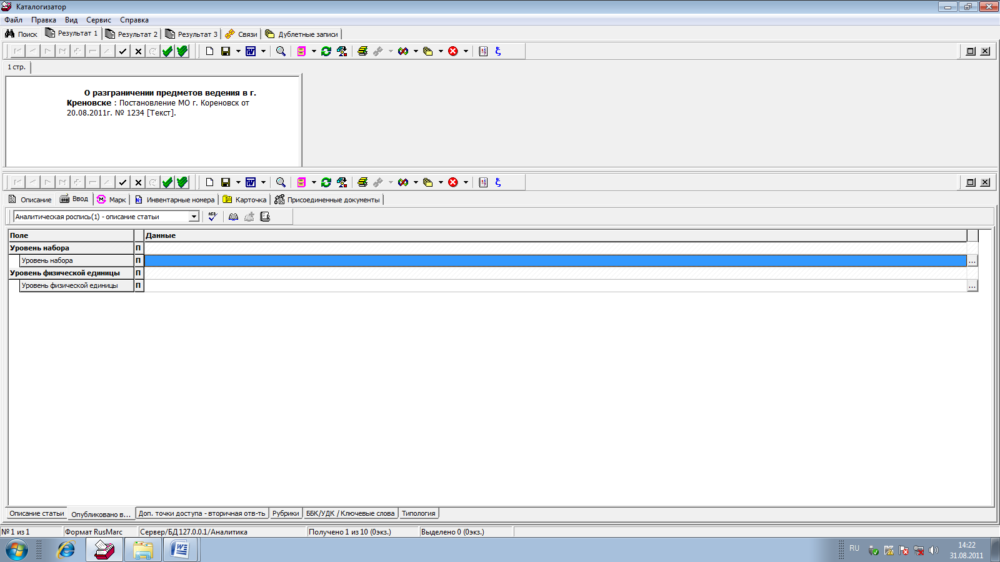 Каталогизатор
Файл Правка Вид Сервис Справка
Поиск Результат 1 Результат 2 Результат 3 Связи Дублетные записи
1 стр.
О разграничении предметов ведения в г.
Креновске : Постановление МО г. Кореновск от
20.08.2011г. № 1234 [Текст].
Описание Ввод Марк Инвентарные номера Карточка Присоединенные документы
Аналитическая роспись(1) - описание статьи
Поле Данные
Уровень набора П
Уровень набора П ...
Уровень физической единицы П
Уровень физической единицы П ...
Описание статьи Опубликовано в... Доп. точки доступа - вторичная отв-ть Рубрики ББК/УДК / Ключевые слова Типология
№ 1 из 1 Формат RusMarc Сервер/БД 127.0.0.1/Аналитика Получено 1 из 10 (0экз.) Выделено 0 (0экз.)
RU 14:22
31.08.2011